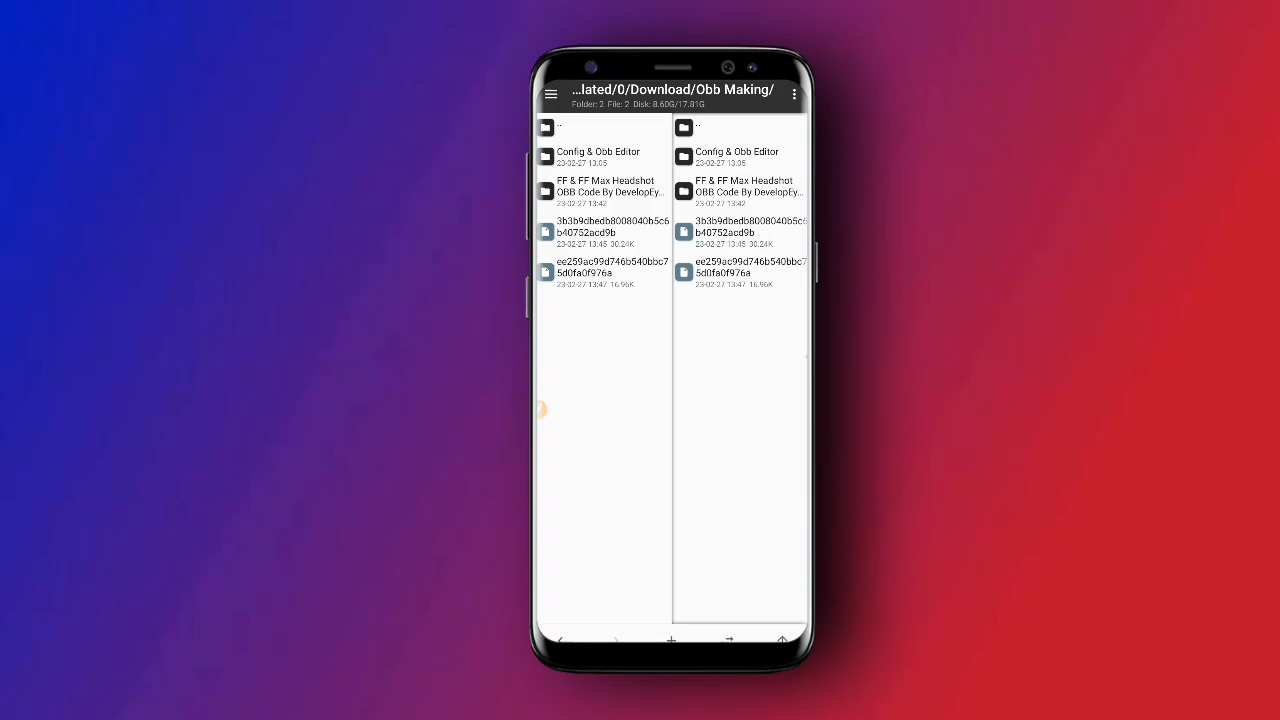 ...lated/0/Download/Obb Making/
Folder: 2 File: 2 Disk: 8.60G/17.81G
..
Config & Obb Editor
23-02-27 13:05
FF & FF Max Headshot
OBB Code By DevelopEy...
23-02-27 13:42
3b3b9dbedb8008040b5c6
b40752acd9b
23-02-27 13:45 30.24K
ee259ac99d746b540bbc7
5d0fa0f976a
23-02-27 13:47 16.96K
..
Config & Obb Editor
23-02-27 13:05
FF & FF Max Headshot
OBB Code By DevelopEy...
23-02-27 13:42
3b3b9dbedb8008040b5c6
b40752acd9b
23-02-27 13:45 30.24K
ee259ac99d746b540bbc7
5d0fa0f976a
23-02-27 13:47 16.96K